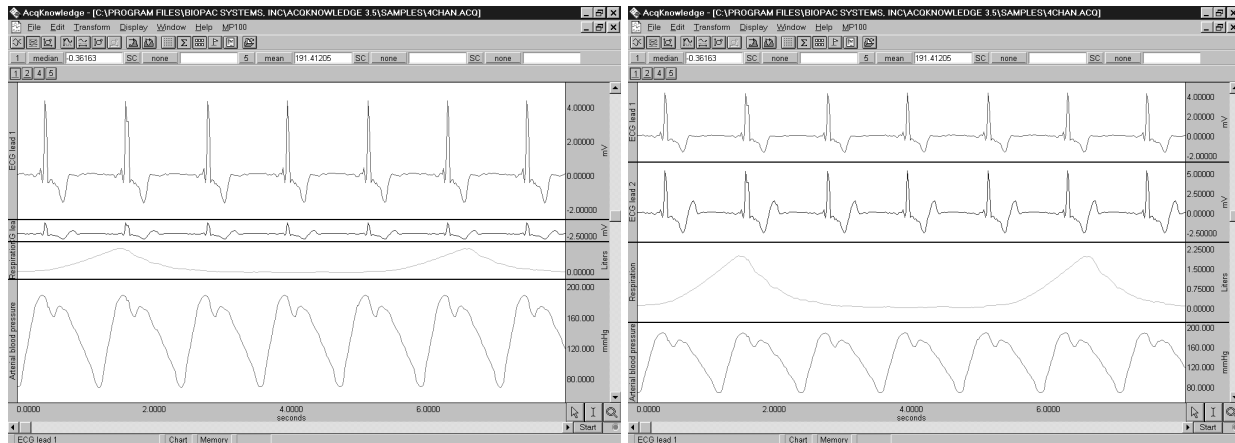 AcqKnowledge - [C:\PROGRAM FILES\BIOPAC SYSTEMS, INC\ACQKNOWLEDGE 3.5\SAMPLES\4CHAN.ACQ]
File Edit Transform Display Window Help MP100
1 median -0.36163 SC none 5 mean 191.41205 SC none SC none
1 2 4 5
ECG lead 1
4.00000
2.00000
0.00000
-2.00000
mV
-2.50000
mV
Respiration
0.00000
Liters
Arterial blood pressure
200.000
160.000
120.000
80.0000
mmHg
0.0000 2.0000 4.0000 6.0000
seconds
Start
ECG lead 1 Chart Memory
AcqKnowledge - [C:\PROGRAM FILES\BIOPAC SYSTEMS, INC\ACQKNOWLEDGE 3.5\SAMPLES\4CHAN.ACQ]
File Edit Transform Display Window Help MP100
1 median -0.36163 SC none 5 mean 191.41205 SC none SC none
1 2 4 5
ECG lead 1
4.00000
2.00000
0.00000
-2.00000
mV
ECG lead 2
5.00000
2.50000
0.00000
-2.50000
mV
Respiration
2.25000
1.50000
0.75000
0.00000
Liters
Arterial blood pressure
200.000
160.000
120.000
80.0000
mmHg
0.0000 2.0000 4.0000 6.0000
seconds
Start
ECG lead 1 Chart Memory